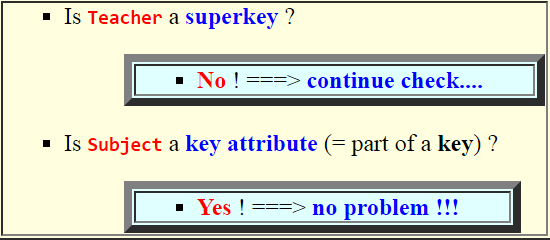 Is Teacher a superkey ?
No ! ===> continue check....
Is Subject a key attribute (= part of a key) ?
Yes ! ===> no problem !!!